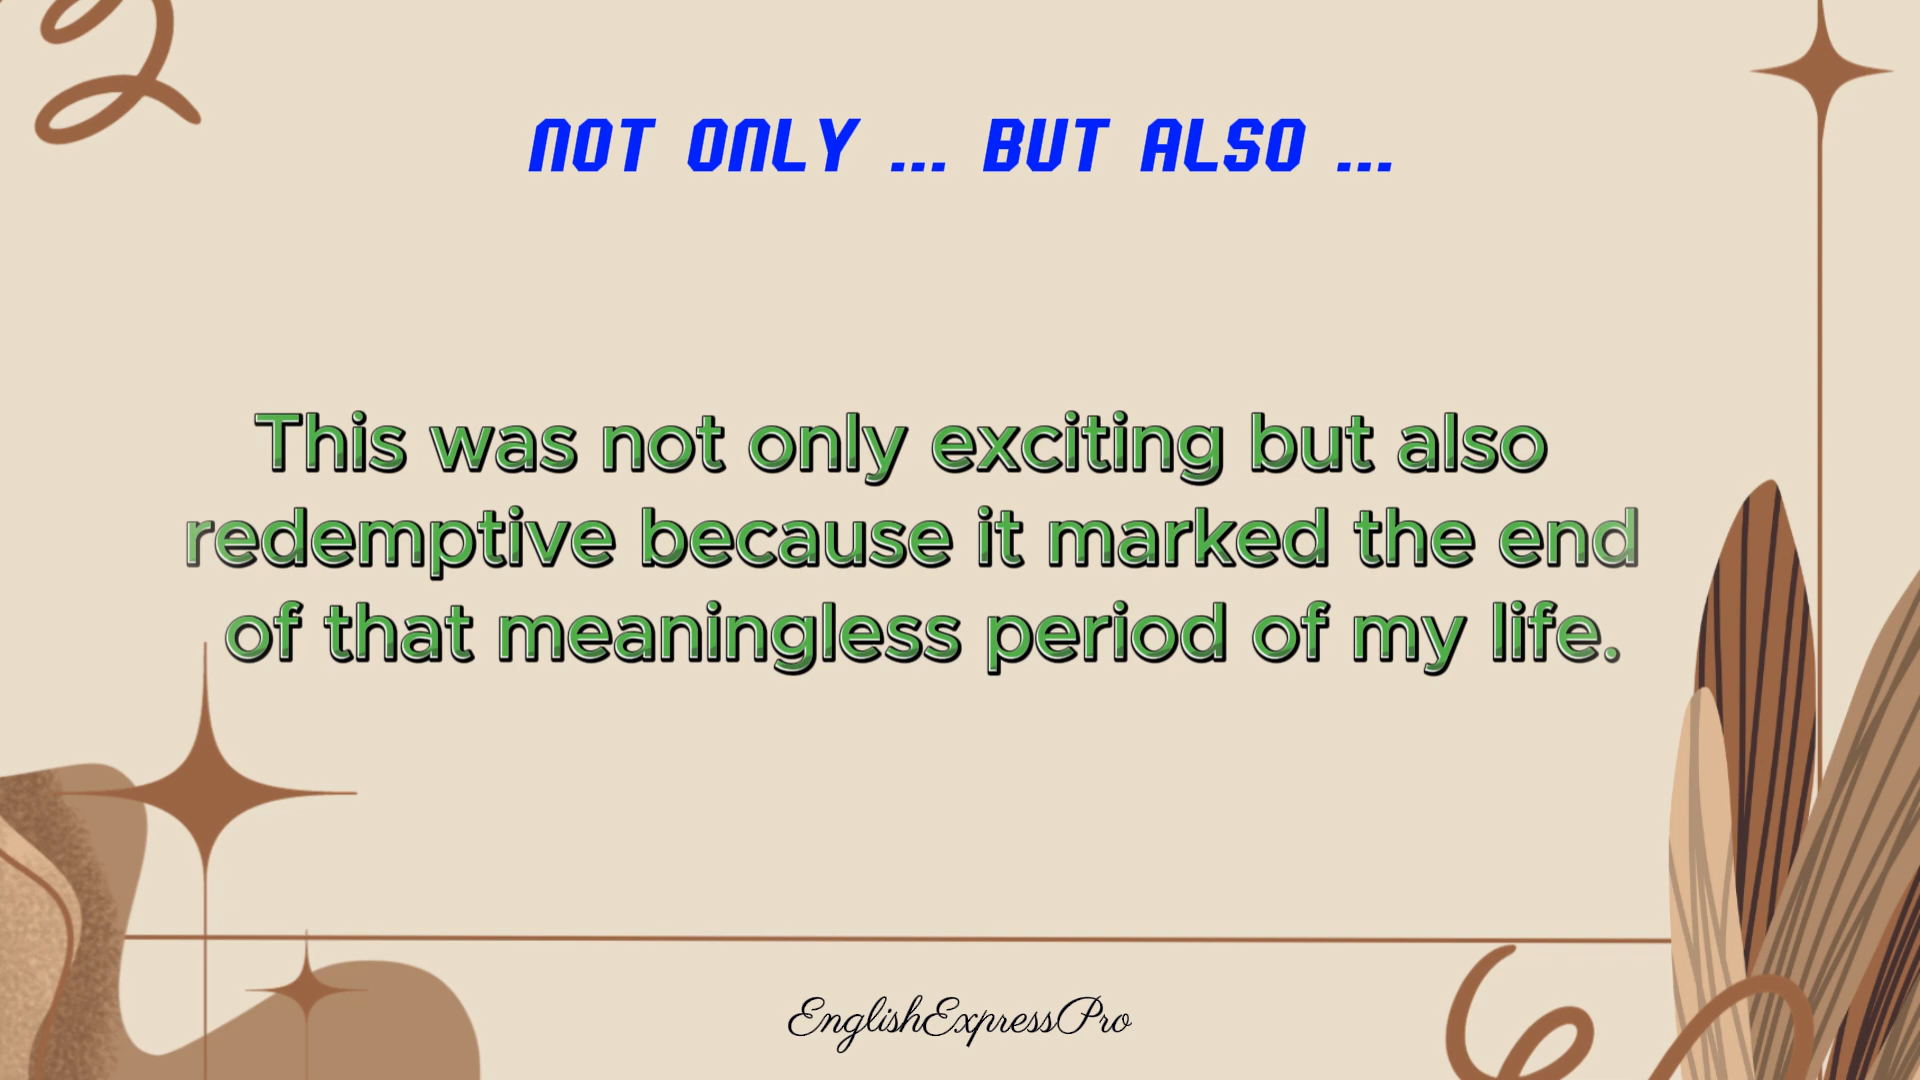 NOT ONLY ... BUT ALSO ...
This was not only exciting but also
redemptive because it marked the end
of that meaningless period of my life.
EnglishExpressPro